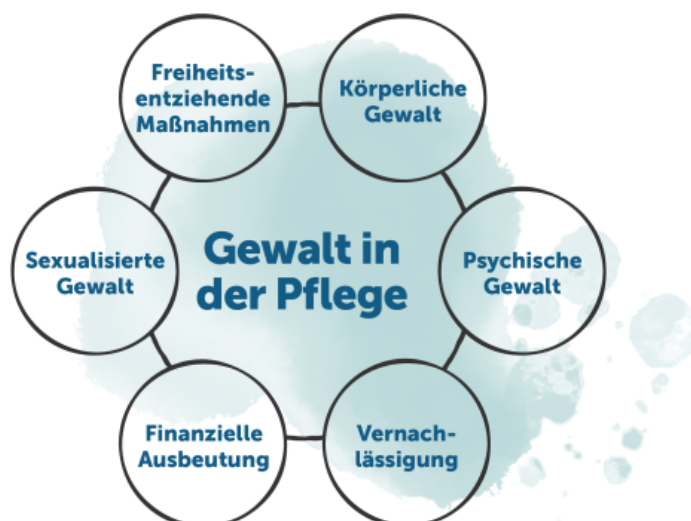 Freiheits-
entziehende
Maßnahmen
Körperliche
Gewalt
Sexualisierte
Gewalt
Gewalt in
der Pflege
Psychische
Gewalt
Finanzielle
Ausbeutung
Vernach-
lässigung